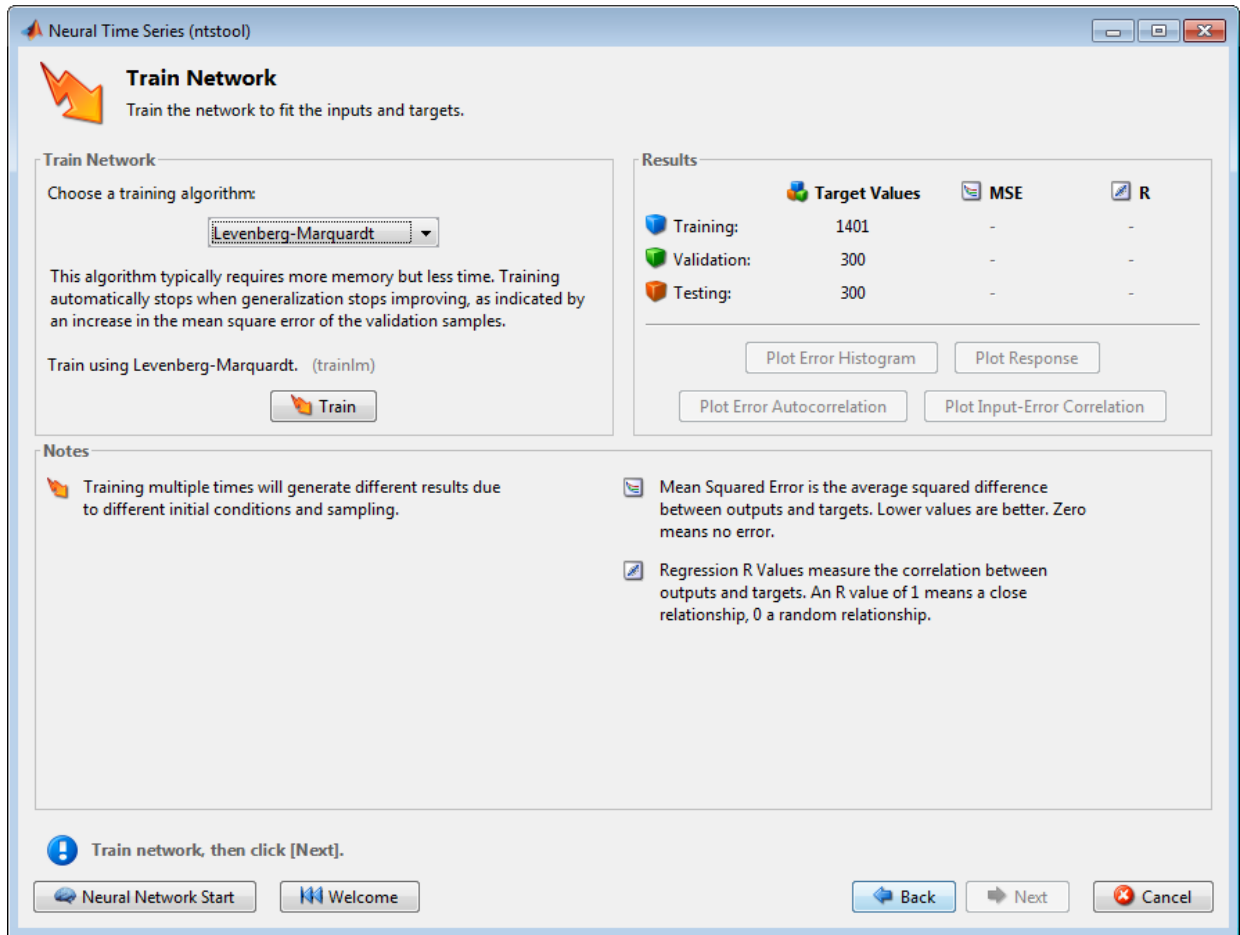 Neural Time Series (ntstool)
Train Network
Train the network to fit the inputs and targets.
Train Network
Choose a training algorithm:
Levenberg-Marquardt
This algorithm typically requires more memory but less time. Training
automatically stops when generalization stops improving, as indicated by
an increase in the mean square error of the validation samples.
Train using Levenberg-Marquardt. (trainlm)
Train
Results
Target Values MSE R
Training: 1401 - -
Validation: 300 - -
Testing: 300 - -
Plot Error Histogram Plot Response
Plot Error Autocorrelation Plot Input-Error Correlation
Notes
Training multiple times will generate different results due
to different initial conditions and sampling.
Mean Squared Error is the average squared difference
between outputs and targets. Lower values are better. Zero
means no error.
Regression R Values measure the correlation between
outputs and targets. An R value of 1 means a close
relationship, 0 a random relationship.
Train network, then click [Next].
Neural Network Start Welcome Back Next Cancel